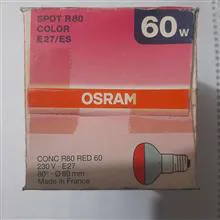 SPOT R80
COLOR
E27/ES
60w
OSRAM
CONC R80 RED 60
230 V - E27
80° - Ø 80 mm
Made in France